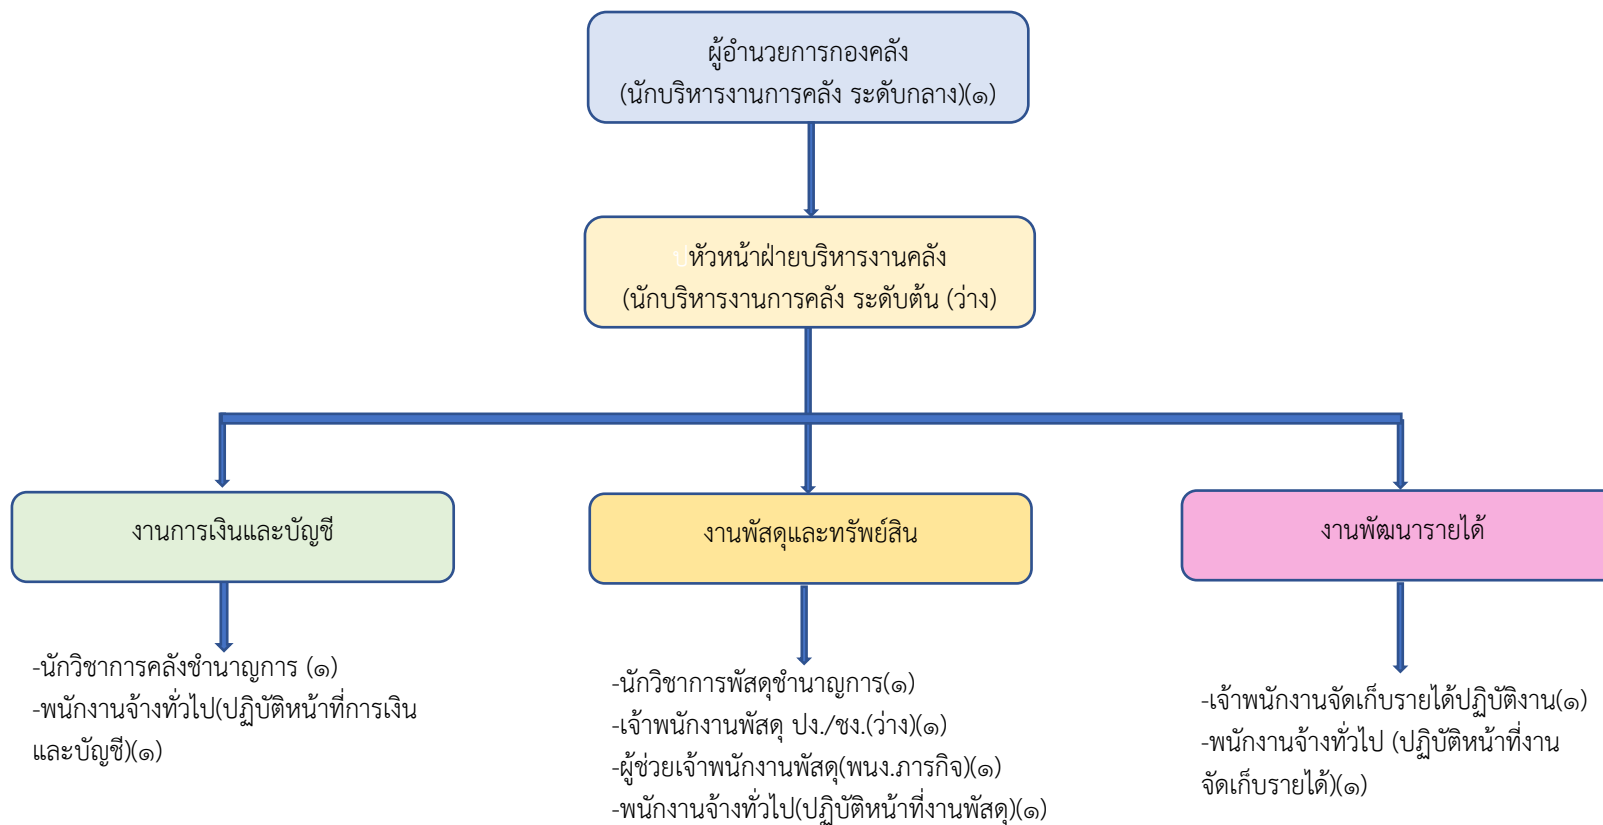 ผู้อำนวยการกองคลัง
(นักบริหารงานการคลัง ระดับกลาง)(๑)
ปหัวหน้าฝ่ายบริหารงานคลัง
(นักบริหารงานการคลัง ระดับต้น (ว่าง)
งานการเงินและบัญชี
งานพัสดุและทรัพย์สิน
งานพัฒนารายได้
-นักวิชาการคลังชำนาญการ (๑)
-พนักงานจ้างทั่วไป(ปฏิบัติหน้าที่การเงิน
และบัญชี)(๑)
-นักวิชาการพัสดุชำนาญการ(๑)
-เจ้าพนักงานพัสดุ ปง./ชง.(ว่าง)(๑)
-ผู้ช่วยเจ้าพนักงานพัสดุ(พนง.ภารกิจ)(๑)
-พนักงานจ้างทั่วไป(ปฏิบัติหน้าที่งานพัสดุ)(๑)
-เจ้าพนักงานจัดเก็บรายได้ปฏิบัติงาน(๑)
-พนักงานจ้างทั่วไป (ปฏิบัติหน้าที่งาน
จัดเก็บรายได้)(๑)